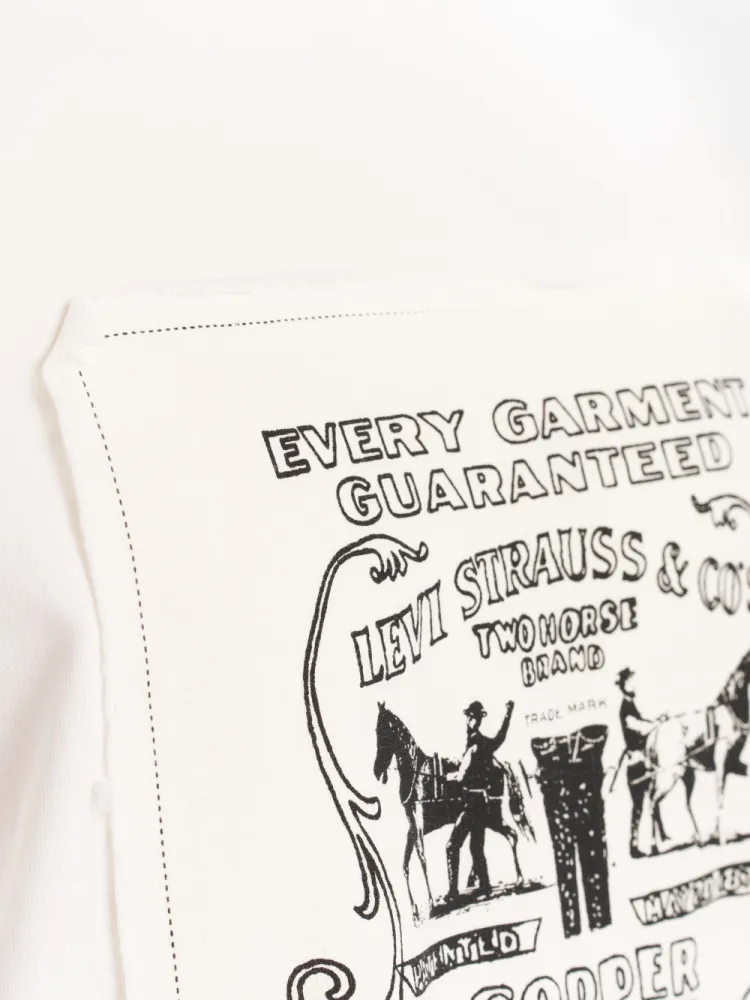 EVERY GARMENT
GUARANTEED
LEVI STRAUSS & CO'S
TWO HORSE
BRAND
TRADE MARK
COPPER